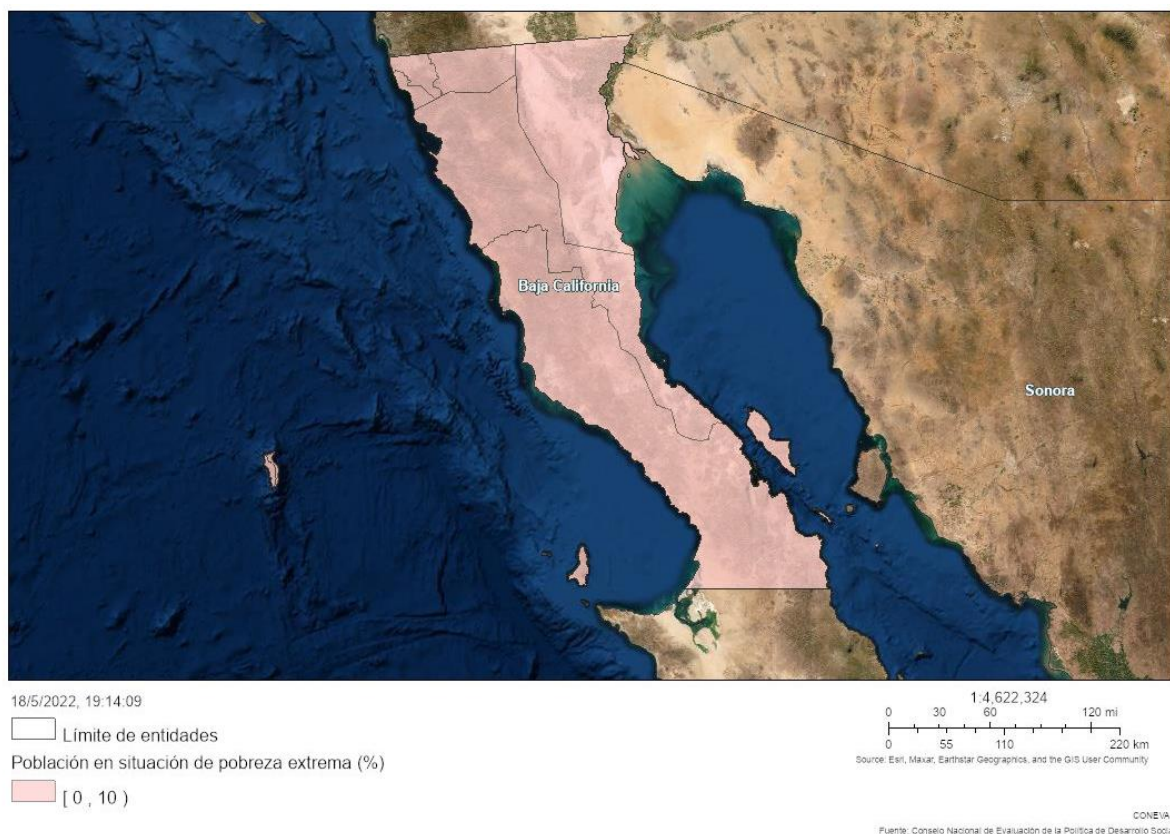 Baja California
Sonora
18/5/2022, 19:14:09
Límite de entidades
Población en situación de pobreza extrema (%)
[ 0 , 10 )
1:4,622,324
0 30 60 120 mi
0 55 110 220 km
Source: Esri, Maxar, Earthstar Geographics, and the GIS User Community
CONEVA
Fuente: Consejo Nacional de Evaluación de la Política de Desarrollo Socia